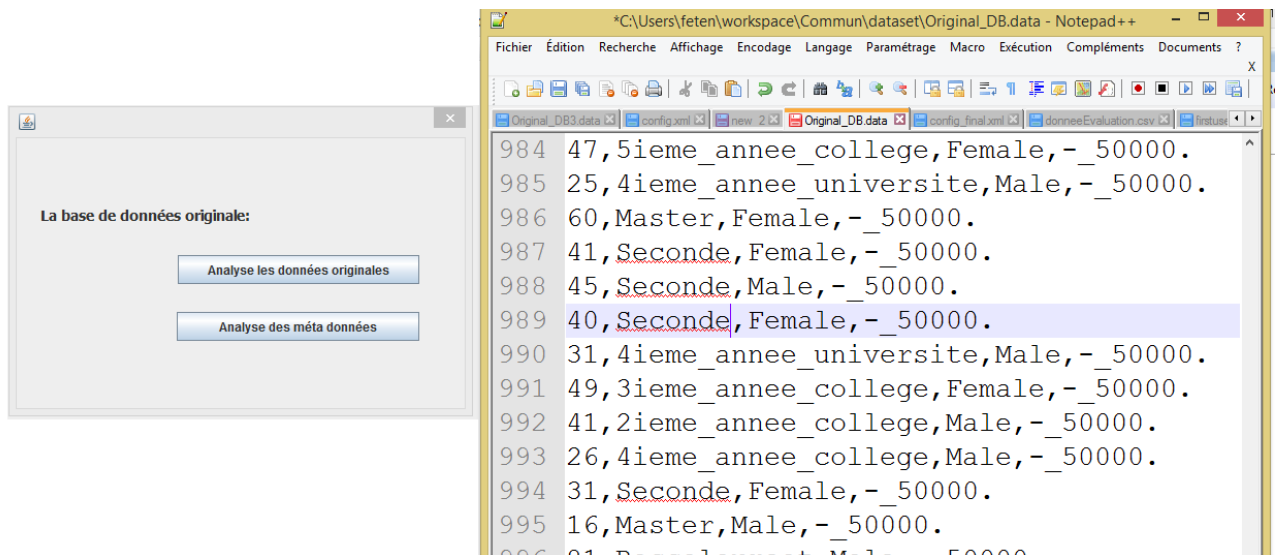 La base de données originale:
Analyse les données originales
Analyse des méta données
*C:\Users\feten\workspace\Commun\dataset\Original_DB.data - Notepad++
Fichier Édition Recherche Affichage Encodage Langage Paramétrage Macro Exécution Compléments Documents ?
X
Original_DB3.data config.xml new 2 Original_DB.data config_final.xml donneeEvaluation.csv
984 47,5ieme_annee_college,Female,-_50000.
985 25,4ieme_annee_universite,Male,-_50000.
986 60,Master,Female,-_50000.
987 41,Seconde,Female,-_50000.
988 45,Seconde,Male,-_50000.
989 40,Seconde,Female,-_50000.
990 31,4ieme_annee_universite,Male,-_50000.
991 49,3ieme_annee_college,Female,-_50000.
992 41,2ieme_annee_college,Male,-_50000.
993 26,4ieme_annee_college,Male,-_50000.
994 31,Seconde,Female,-_50000.
995 16,Master,Male,-_50000.